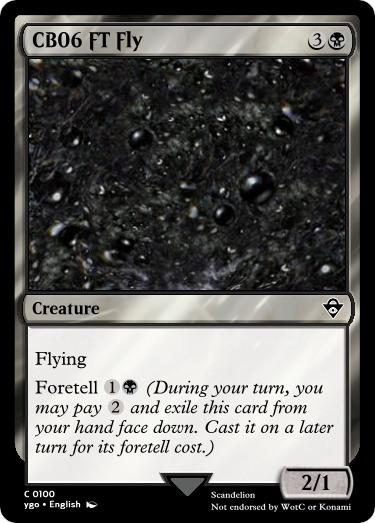 CB06 FT Fly
3
Creature
Flying
Foretell 1 (During your turn, you
may pay 2 and exile this card from
your hand face down. Cast it on a later
turn for its foretell cost.)
2/1
C 0100
ygo • English
Scandelion
Not endorsed by WotC or Konami